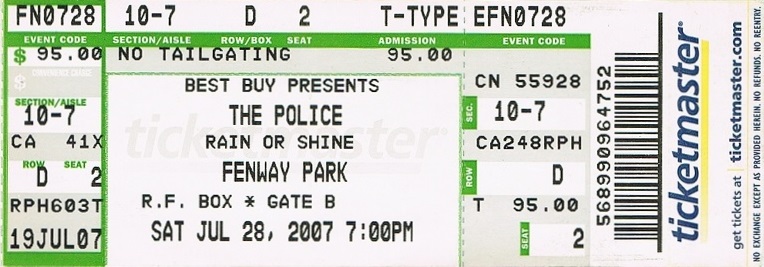 FN0728 10-7 D 2 T-TYPE EFN0728
EVENT CODE SECTION/AISLE ROW/BOX SEAT ADMISSION EVENT CODE
$ 95.00 NO TAILGATING 95.00
CONVENIENCE CHARGE
BEST BUY PRESENTS CN 55928
SECTION/AISLE
10-7 THE POLICE SEC. 10-7
ticketmaster
CA 41X RAIN OR SHINE CA248RPH
ROW SEAT
D 2 FENWAY PARK ROW D
RPH603T R.F. BOX * GATE B T 95.00
19JUL07 SAT JUL 28, 2007 7:00PM SEAT 2
568990964752
ticketmaster
get tickets at | ticketmaster.com
NO EXCHANGE EXCEPT AS PROVIDED HEREIN. NO REFUNDS, NO REENTRY.